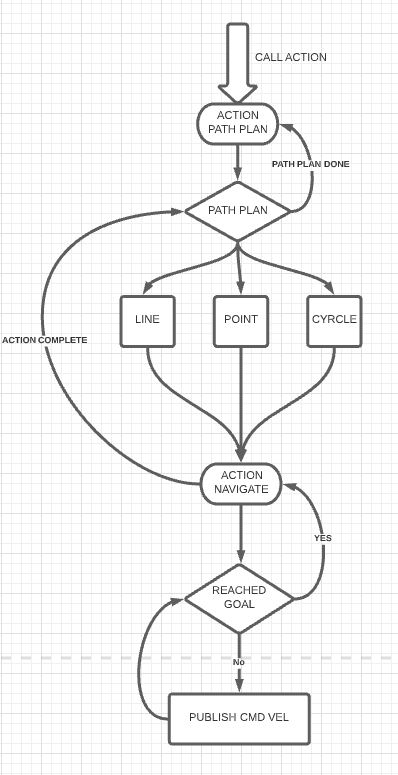 CALL ACTION
ACTION
PATH PLAN
PATH PLAN DONE
PATH PLAN
LINE
POINT
CYRCLE
ACTION COMPLETE
ACTION
NAVIGATE
YES
REACHED
GOAL
No
PUBLISH CMD VEL